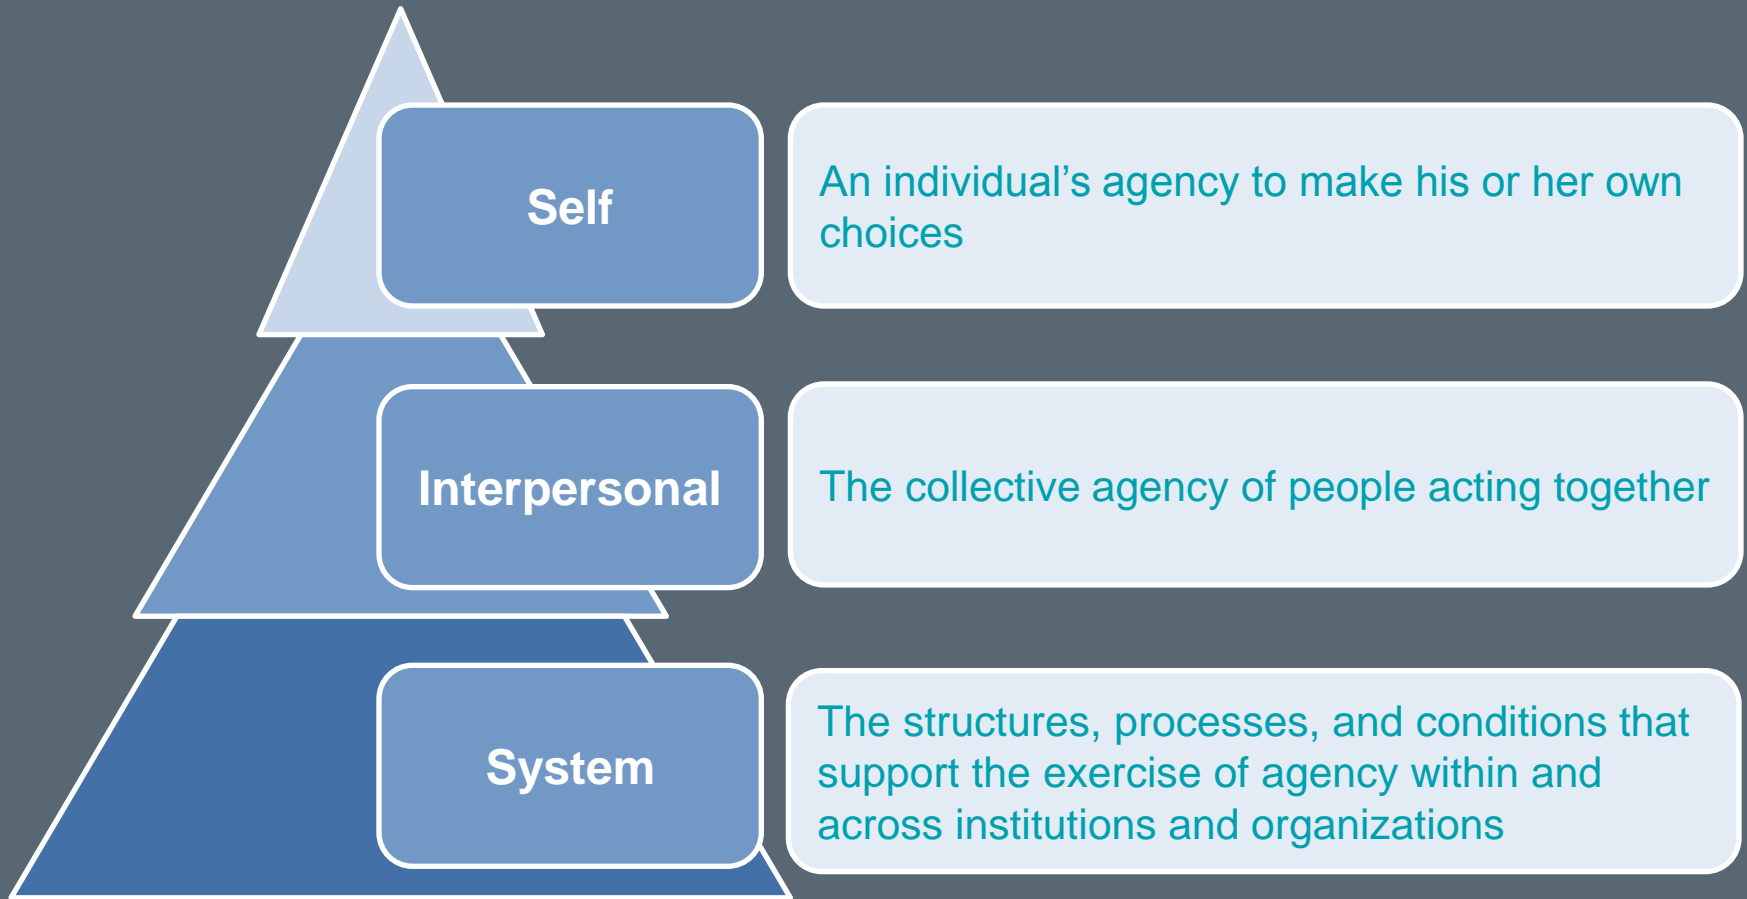 Self
An individual’s agency to make his or her own
choices
Interpersonal
The collective agency of people acting together
System
The structures, processes, and conditions that
support the exercise of agency within and
across institutions and organizations